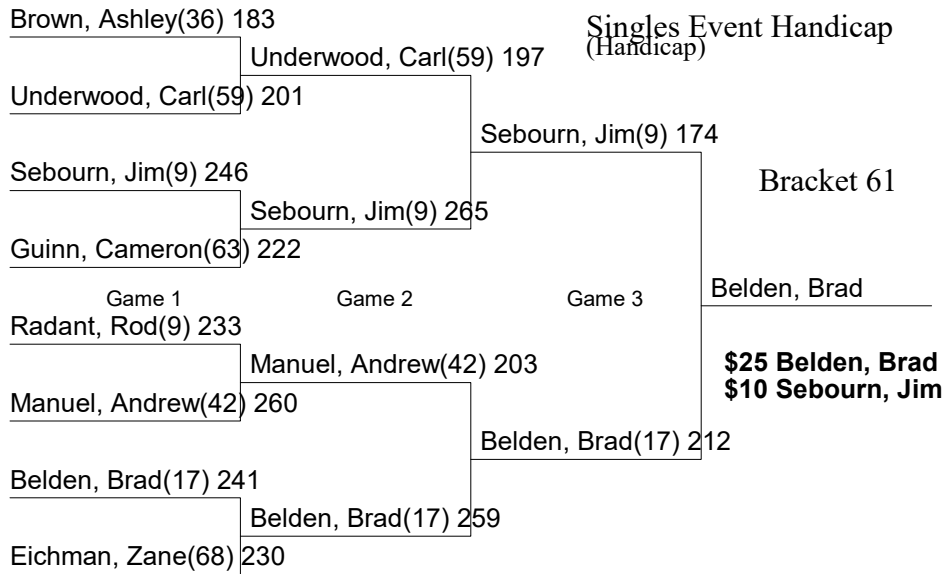 Brown, Ashley(36) 183
Singles Event Handicap
(Handicap)
Underwood, Carl(59) 197
Underwood, Carl(59) 201
Sebourn, Jim(9) 174
Sebourn, Jim(9) 246
Bracket 61
Sebourn, Jim(9) 265
Guinn, Cameron(63) 222
Game 1
Game 2
Game 3
Belden, Brad
Radant, Rod(9) 233
Manuel, Andrew(42) 203
$25 Belden, Brad
$10 Sebourn, Jim
Manuel, Andrew(42) 260
Belden, Brad(17) 212
Belden, Brad(17) 241
Belden, Brad(17) 259
Eichman, Zane(68) 230